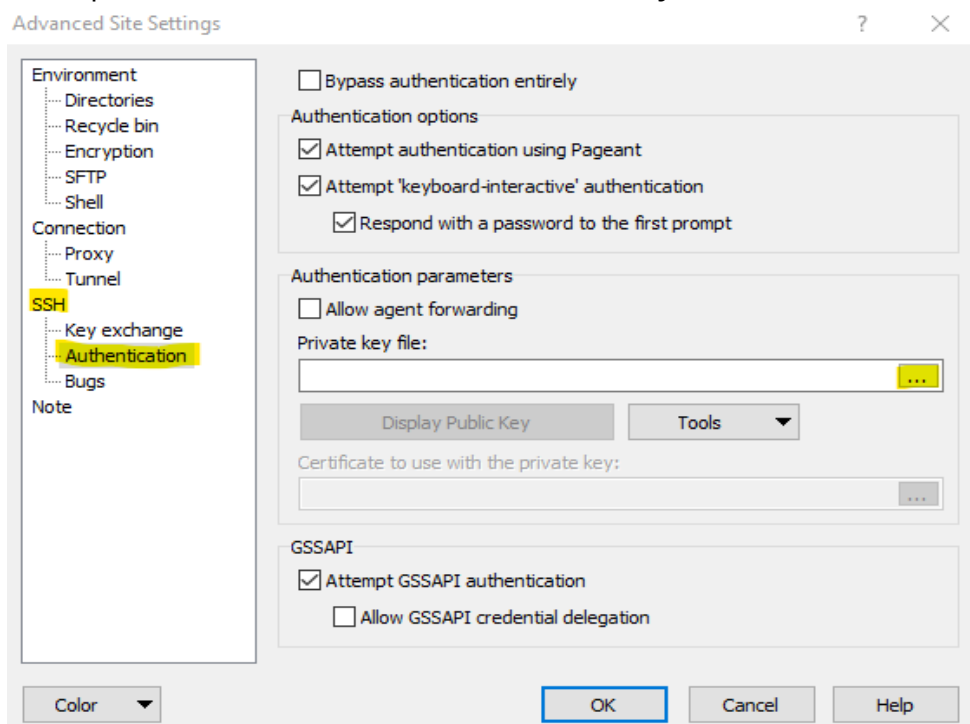 Advanced Site Settings ? ×
Environment
Directories
Recycle bin
Encryption
SFTP
Shell
Connection
Proxy
Tunnel
SSH
Key exchange
Authentication
Bugs
Note
Bypass authentication entirely
Authentication options
Attempt authentication using Pageant
Attempt 'keyboard-interactive' authentication
Respond with a password to the first prompt
Authentication parameters
Allow agent forwarding
Private key file:
...
Display Public Key
Tools
Certificate to use with the private key:
...
GSSAPI
Attempt GSSAPI authentication
Allow GSSAPI credential delegation
Color
OK
Cancel
Help